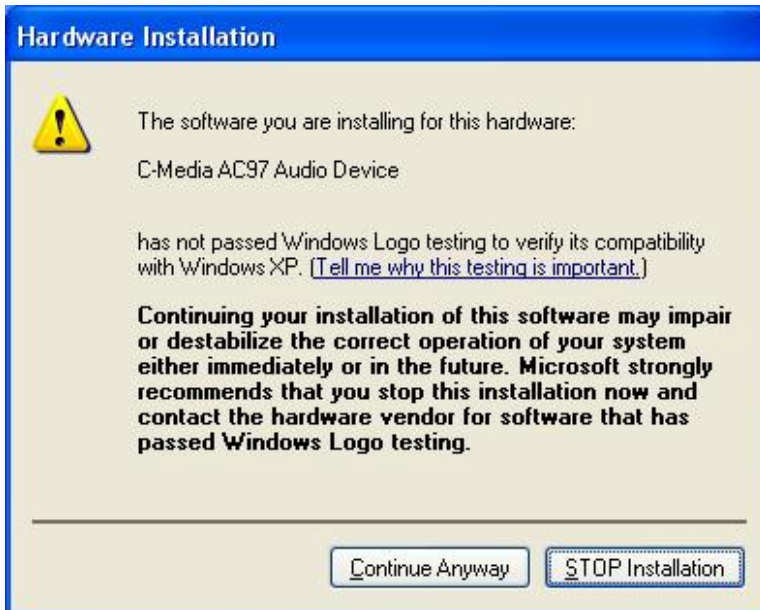 Hardware Installation
The software you are installing for this hardware:
C-Media AC97 Audio Device
has not passed Windows Logo testing to verify its compatibility
with Windows XP. (Tell me why this testing is important.)
Continuing your installation of this software may impair
or destabilize the correct operation of your system
either immediately or in the future. Microsoft strongly
recommends that you stop this installation now and
contact the hardware vendor for software that has
passed Windows Logo testing.
Continue Anyway STOP Installation